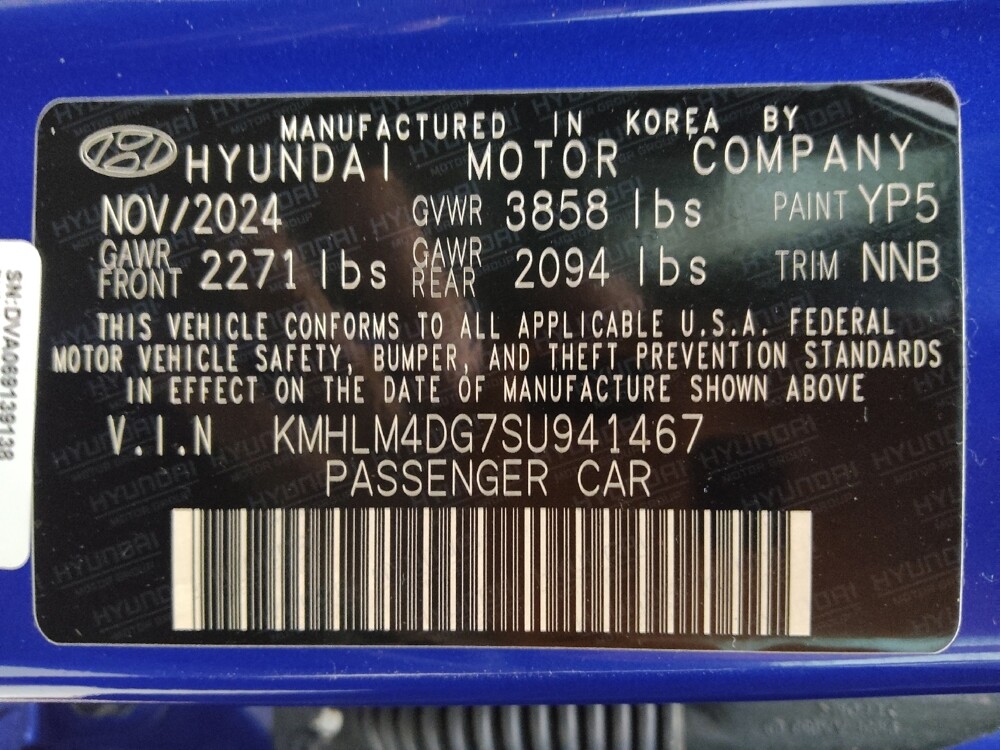 MANUFACTURED IN KOREA BY
HYUNDAI MOTOR COMPANY
NOV/2024 GVWR 3858 lbs PAINT YP5
GAWR FRONT 2271 lbs GAWR REAR 2094 lbs TRIM NNB
THIS VEHICLE CONFORMS TO ALL APPLICABLE U.S.A. FEDERAL
MOTOR VEHICLE SAFETY, BUMPER, AND THEFT PREVENTION STANDARDS
IN EFFECT ON THE DATE OF MANUFACTURE SHOWN ABOVE
V.I.N KMHLM4DG7SU941467
PASSENGER CAR
SN:DVA069139138